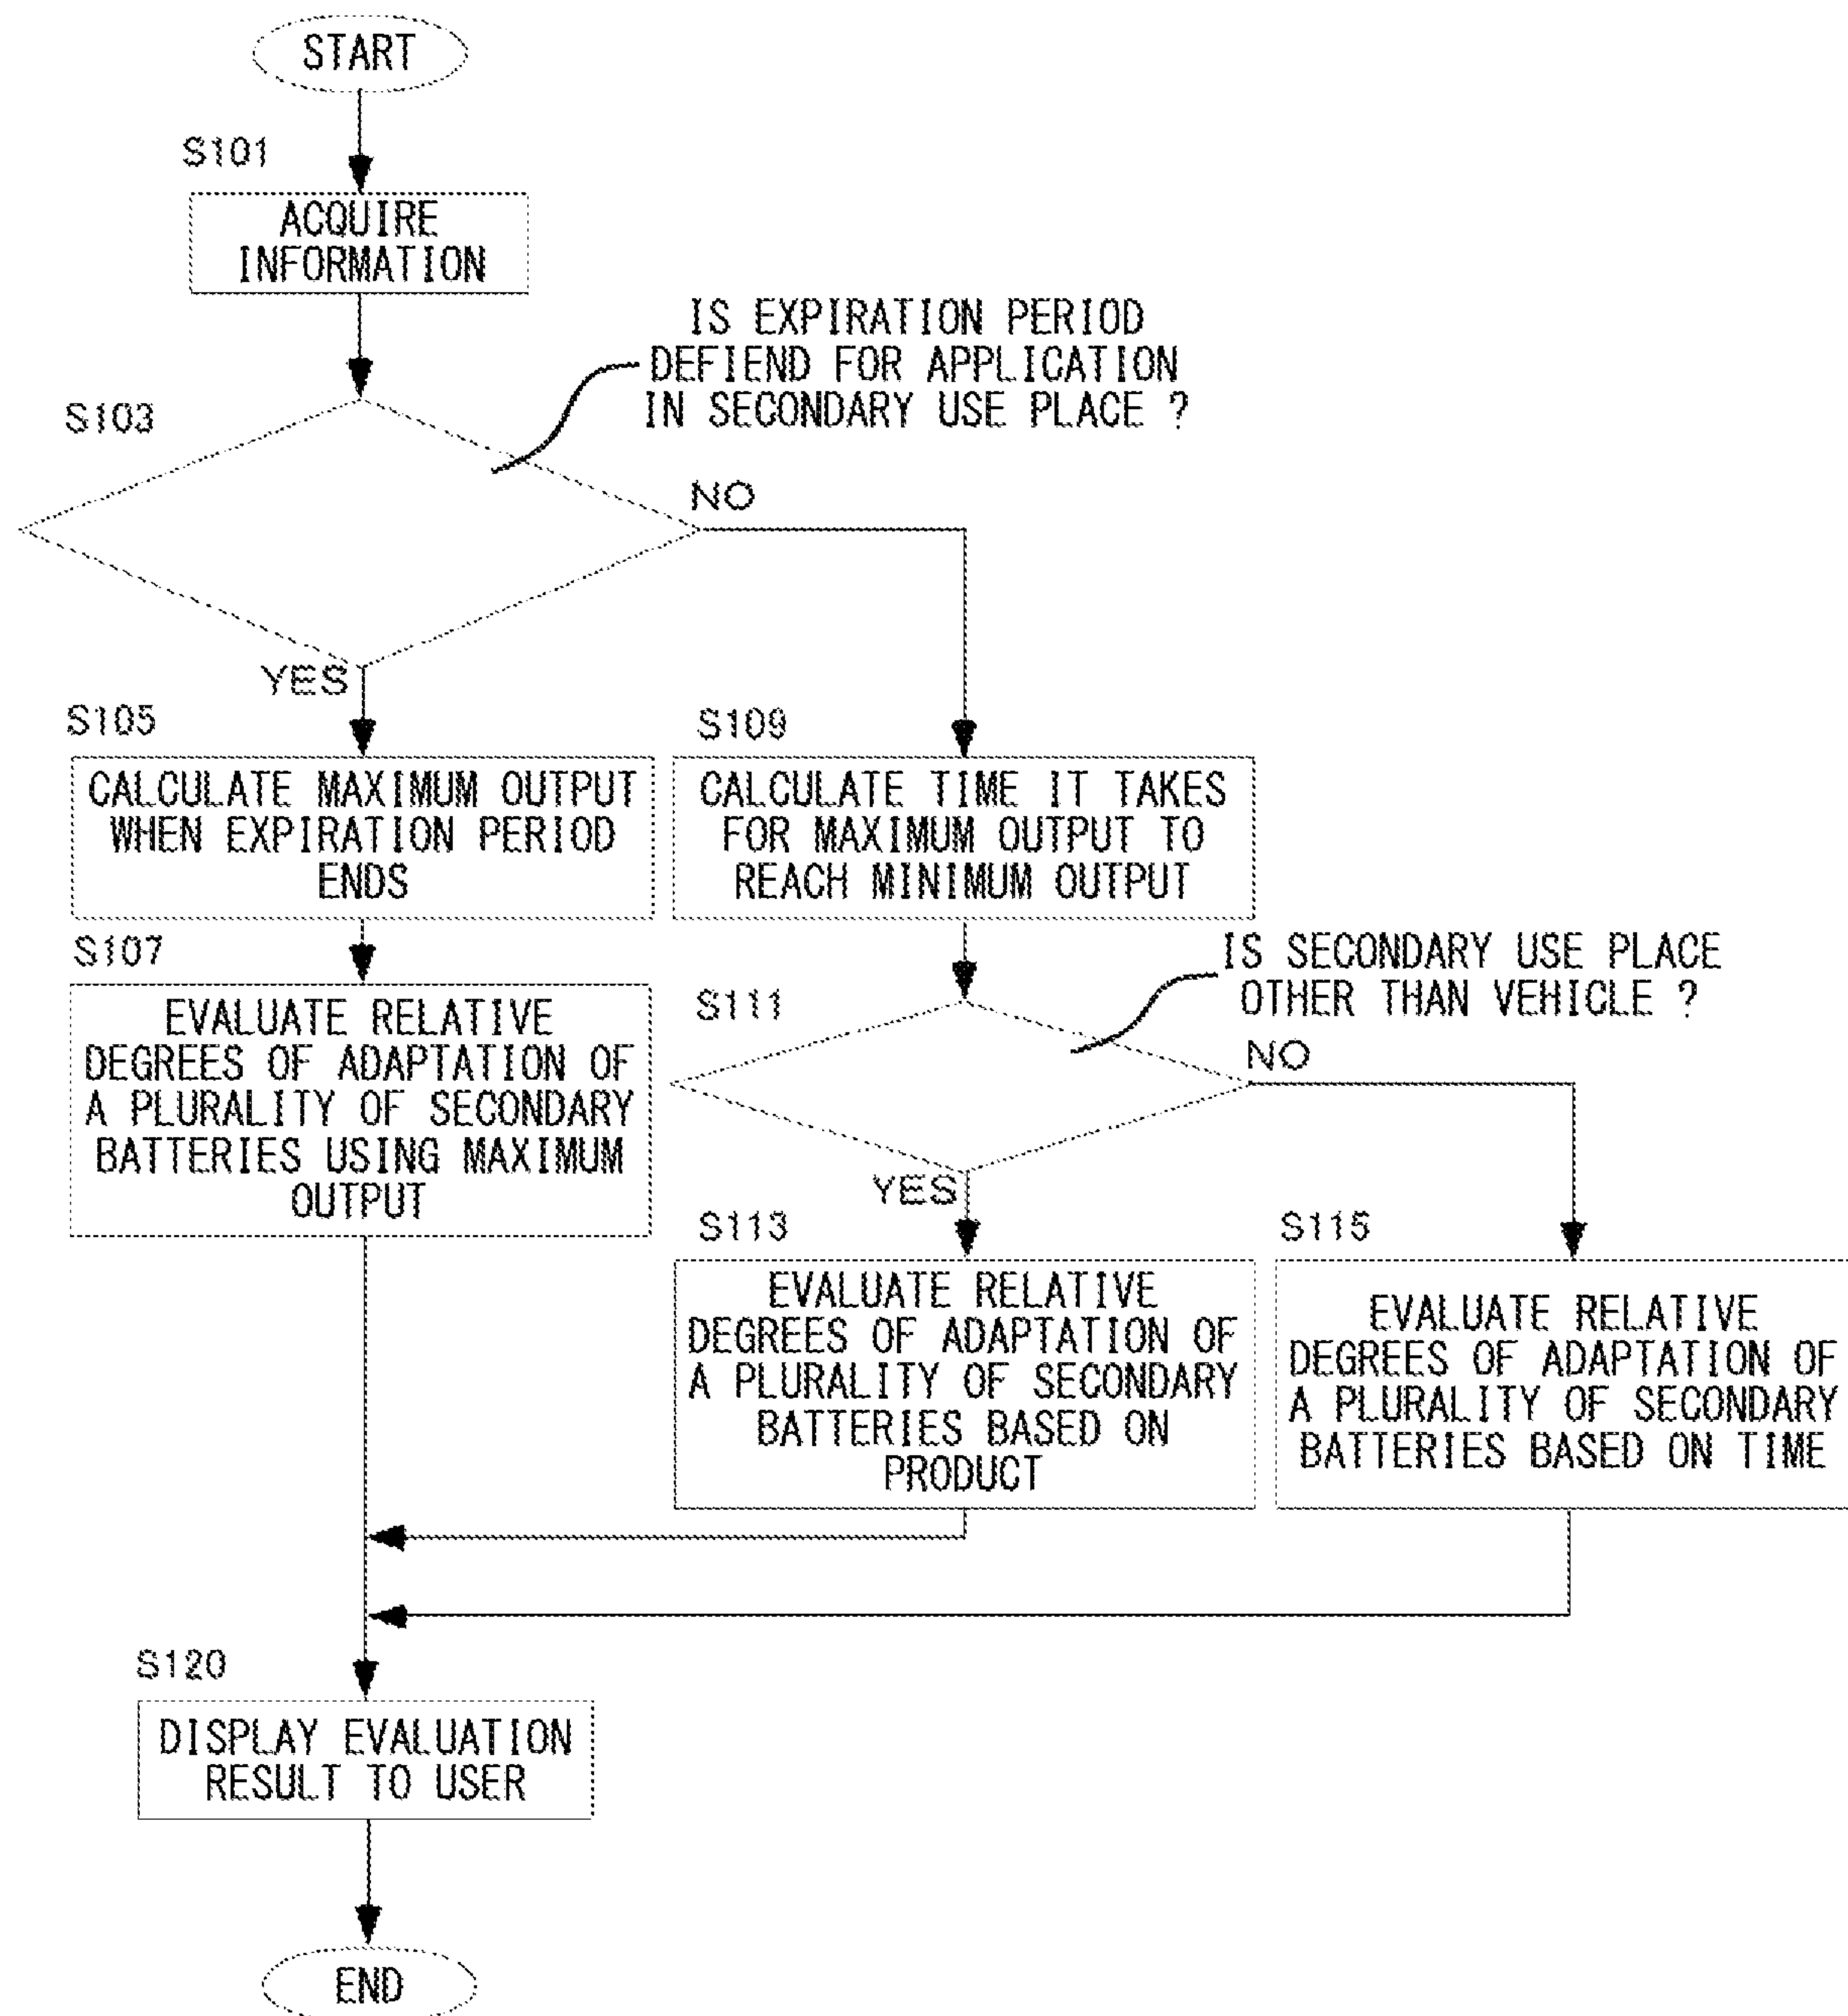 START
S101
ACQUIRE
INFORMATION
IS EXPIRATION PERIOD
DEFIEND FOR APPLICATION
IN SECONDARY USE PLACE ?
S103
NO
YES
S105
CALCULATE MAXIMUM OUTPUT
WHEN EXPIRATION PERIOD
ENDS
S109
CALCULATE TIME IT TAKES
FOR MAXIMUM OUTPUT TO
REACH MINIMUM OUTPUT
S107
EVALUATE RELATIVE
DEGREES OF ADAPTATION OF
A PLURALITY OF SECONDARY
BATTERIES USING MAXIMUM
OUTPUT
S111
IS SECONDARY USE PLACE
OTHER THAN VEHICLE ?
NO
YES
S113
EVALUATE RELATIVE
DEGREES OF ADAPTATION OF
A PLURALITY OF SECONDARY
BATTERIES BASED ON
PRODUCT
S115
EVALUATE RELATIVE
DEGREES OF ADAPTATION OF
A PLURALITY OF SECONDARY
BATTERIES BASED ON TIME
S120
DISPLAY EVALUATION
RESULT TO USER
END